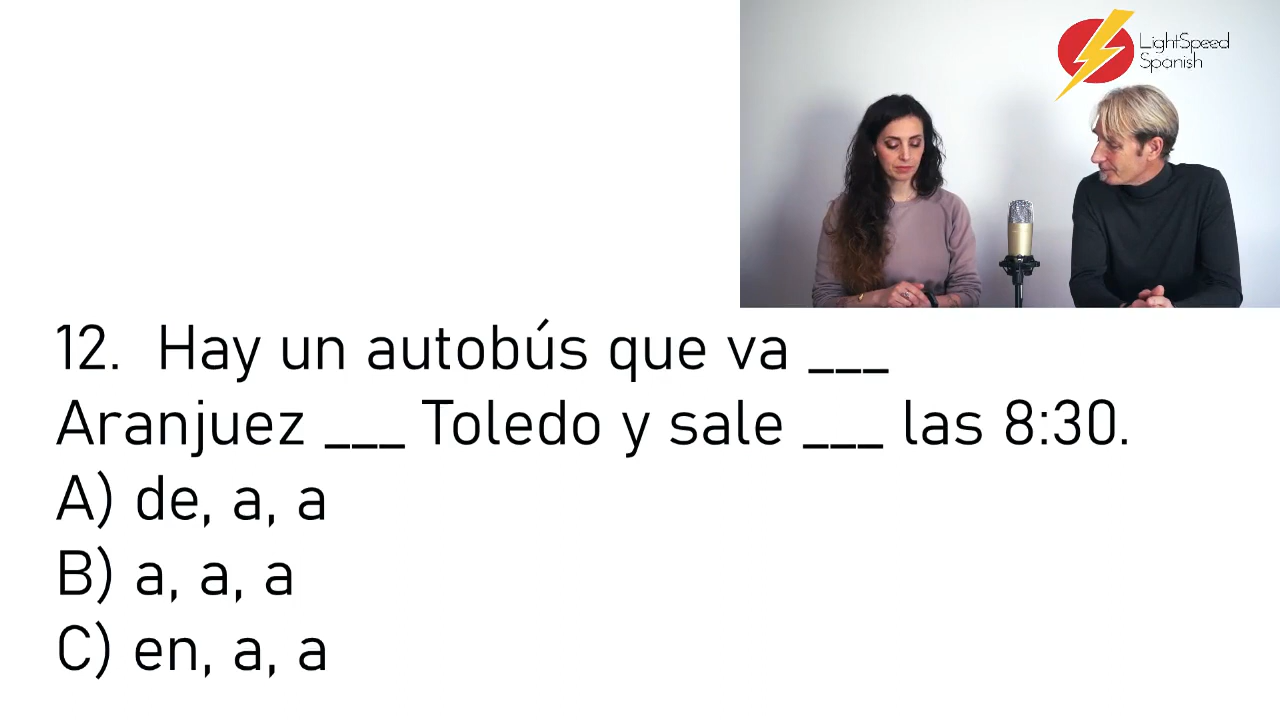 LightSpeed
Spanish
12. Hay un autobús que va ___
Aranjuez ___ Toledo y sale ___ las 8:30.
A) de, a, a
B) a, a, a
C) en, a, a